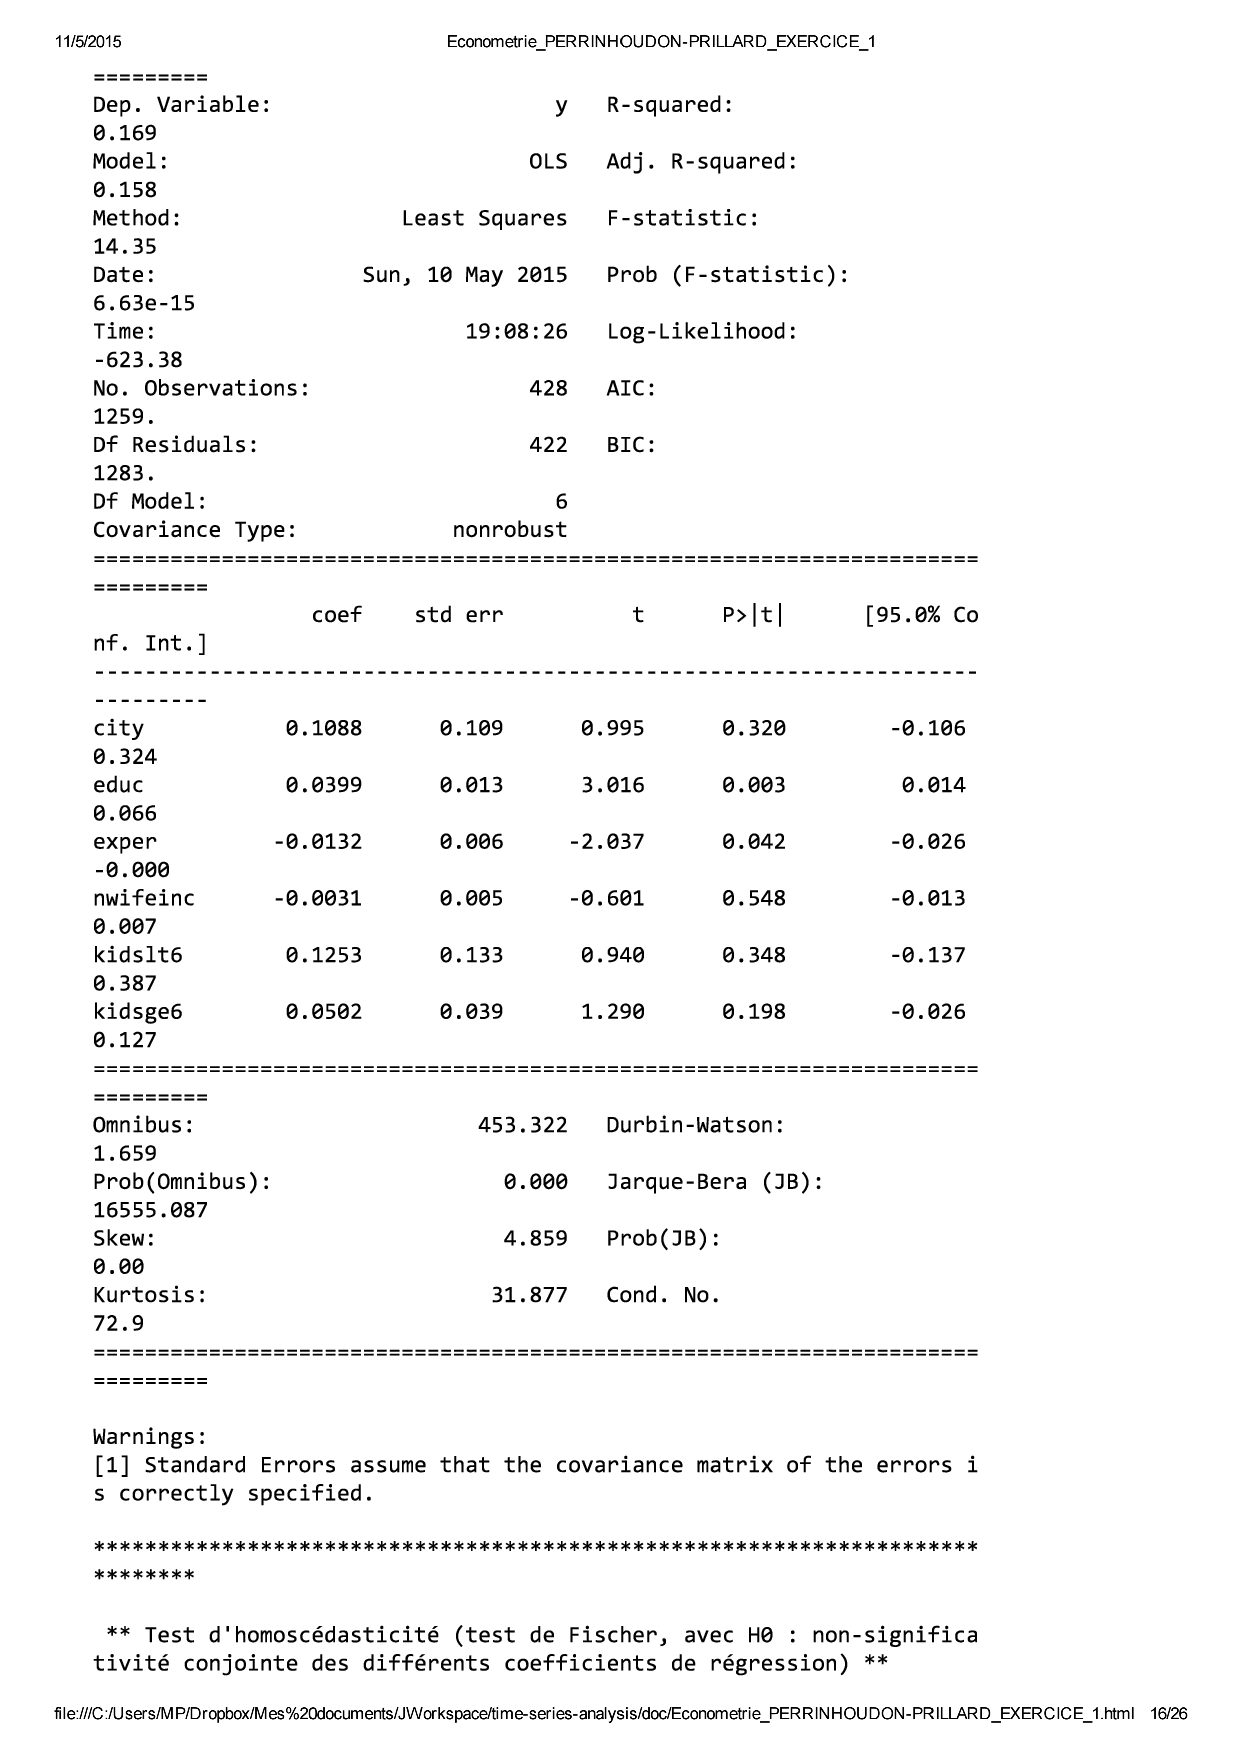 11/5/2015 Econometrie_PERRINHOUDON-PRILLARD_EXERCICE_1
=========
Dep. Variable: y R-squared:
0.169
Model: OLS Adj. R-squared:
0.158
Method: Least Squares F-statistic:
14.35
Date: Sun, 10 May 2015 Prob (F-statistic):
6.63e-15
Time: 19:08:26 Log-Likelihood:
-623.38
No. Observations: 428 AIC:
1259.
Df Residuals: 422 BIC:
1283.
Df Model: 6
Covariance Type: nonrobust
=====================================================================
=========
coef std err t P>|t| [95.0% Co
nf. Int.]
---------------------------------------------------------------------
---------
city 0.1088 0.109 0.995 0.320 -0.106
0.324
educ 0.0399 0.013 3.016 0.003 0.014
0.066
exper -0.0132 0.006 -2.037 0.042 -0.026
-0.000
nwifeinc -0.0031 0.005 -0.601 0.548 -0.013
0.007
kidslt6 0.1253 0.133 0.940 0.348 -0.137
0.387
kidsge6 0.0502 0.039 1.290 0.198 -0.026
0.127
=====================================================================
=========
Omnibus: 453.322 Durbin-Watson:
1.659
Prob(Omnibus): 0.000 Jarque-Bera (JB):
16555.087
Skew: 4.859 Prob(JB):
0.00
Kurtosis: 31.877 Cond. No.
72.9
=====================================================================
=========
Warnings:
[1] Standard Errors assume that the covariance matrix of the errors i
s correctly specified.
*********************************************************************
********
** Test d'homoscédasticité (test de Fischer, avec H0 : non-significa
tivité conjointe des différents coefficients de régression) **
file:///C:/Users/MP/Dropbox/Mes%20documents/JWorkspace/time-series-analysis/doc/Econometrie_PERRINHOUDON-PRILLARD_EXERCICE_1.html 16/26